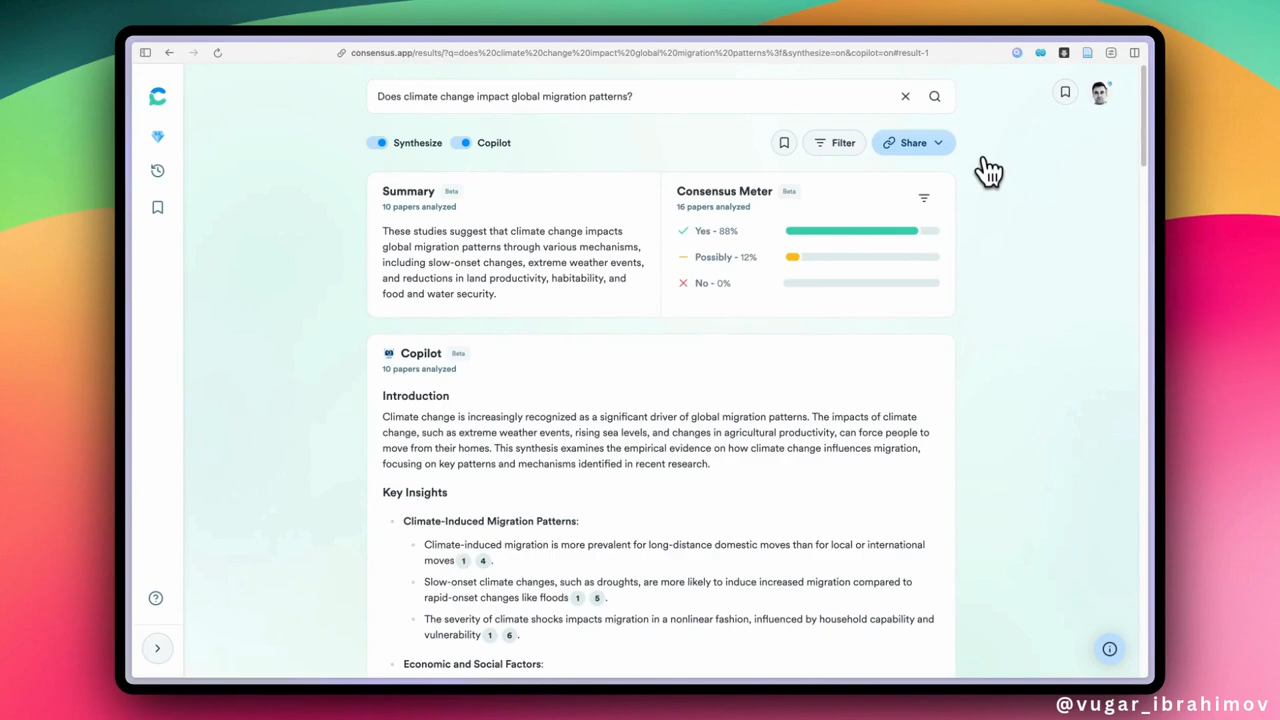 consensus.app/results/?q=does%20climate%20change%20impact%20global%20migration%20patterns%3f&synthesize=on&copilot=on#result-1
Does climate change impact global migration patterns?
Synthesize
Copilot
Filter
Share
Summary Beta
10 papers analyzed
These studies suggest that climate change impacts
global migration patterns through various mechanisms,
including slow-onset changes, extreme weather events,
and reductions in land productivity, habitability, and
food and water security.
Consensus Meter Beta
16 papers analyzed
Yes - 88%
Possibly - 12%
No - 0%
Copilot Beta
10 papers analyzed
Introduction
Climate change is increasingly recognized as a significant driver of global migration patterns. The impacts of climate
change, such as extreme weather events, rising sea levels, and changes in agricultural productivity, can force people to
move from their homes. This synthesis examines the empirical evidence on how climate change influences migration,
focusing on key patterns and mechanisms identified in recent research.
Key Insights
Climate-Induced Migration Patterns:
Climate-induced migration is more prevalent for long-distance domestic moves than for local or international
moves 1 4 .
Slow-onset climate changes, such as droughts, are more likely to induce increased migration compared to
rapid-onset changes like floods 1 5 .
The severity of climate shocks impacts migration in a nonlinear fashion, influenced by household capability and
vulnerability 1 6 .
Economic and Social Factors:
@vugar_ibrahimov